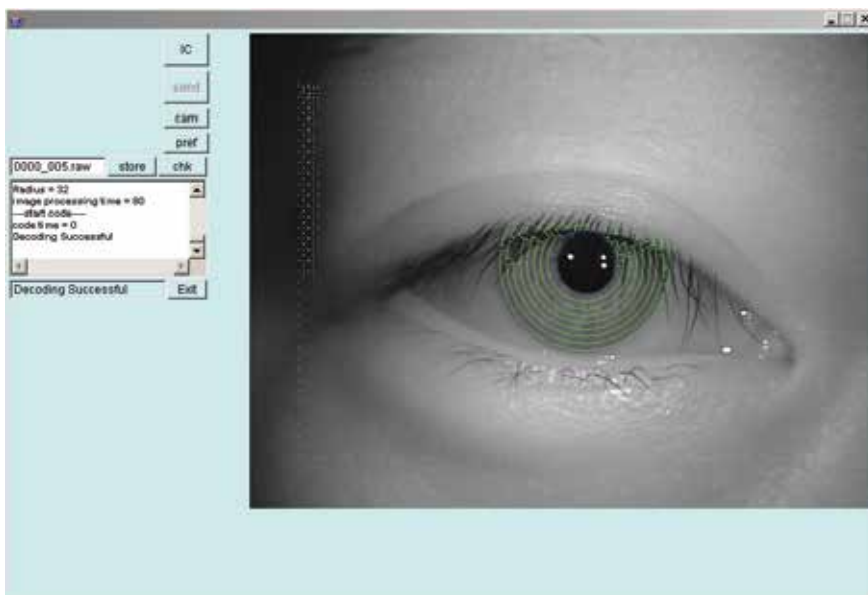 IC
send
cam
pref
0000_005.raw store chk
Radius = 32
image processing time = 80
----start code----
code time = 0
Decoding Successful
Decoding Successful Exit